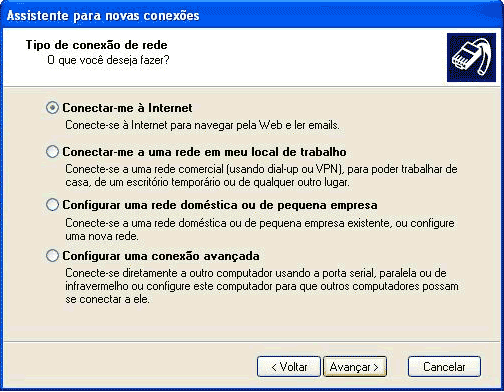 Assistente para novas conexões
Tipo de conexão de rede
O que você deseja fazer?
Conectar-me à Internet
Conecte-se à Internet para navegar pela Web e ler emails.
Conectar-me a uma rede em meu local de trabalho
Conecte-se a uma rede comercial (usando dial-up ou VPN), para poder trabalhar de
casa, de um escritório temporário ou de qualquer outro lugar.
Configurar uma rede doméstica ou de pequena empresa
Conecte-se a uma rede doméstica ou de pequena empresa existente, ou configure
uma nova rede.
Configurar uma conexão avançada
Conecte-se diretamente a outro computador usando a porta serial, paralela ou de
infravermelho ou configure este computador para que outros computadores possam
se conectar a ele.
< Voltar Avançar > Cancelar